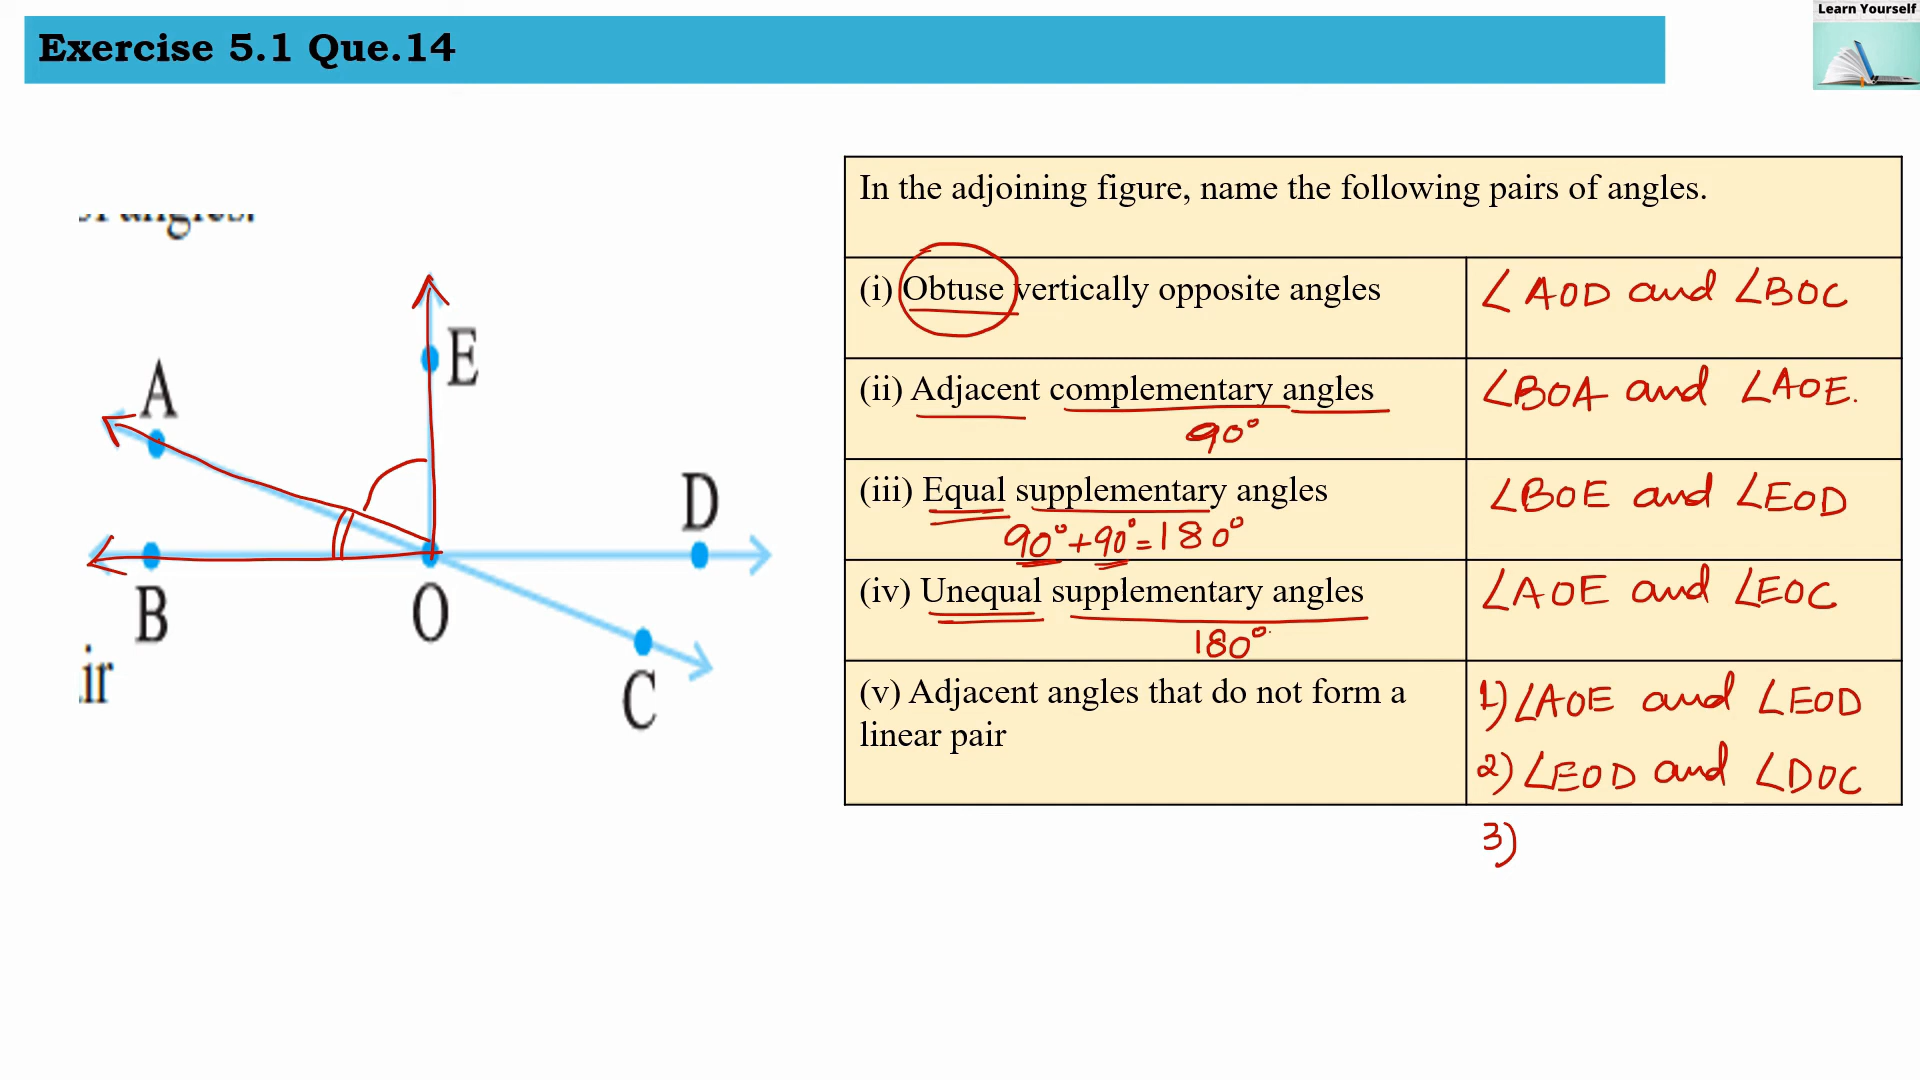 Learn Yourself
Exercise 5.1 Que.14
of angles.
E
A
D
B
O
C
ir
In the adjoining figure, name the following pairs of angles.
(i) Obtuse vertically opposite angles
∠AOD and ∠BOC
(ii) Adjacent complementary angles
90°
∠BOA and ∠AOE.
(iii) Equal supplementary angles
90°+90°=180°
∠BOE and ∠EOD
(iv) Unequal supplementary angles
180°
∠AOE and ∠EOC
(v) Adjacent angles that do not form a
linear pair
1) ∠AOE and ∠EOD
2) ∠EOD and ∠DOC
3)